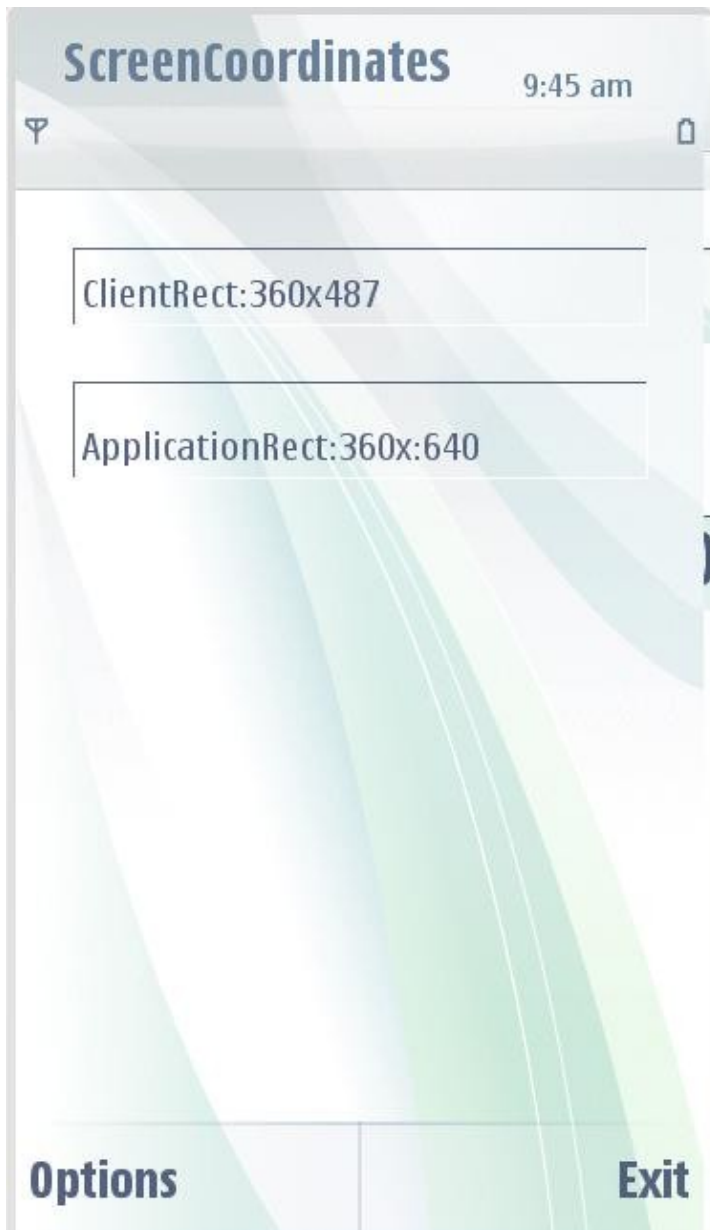 ScreenCoordinates
9:45 am
ClientRect:360x487
ApplicationRect:360x:640
Options
Exit